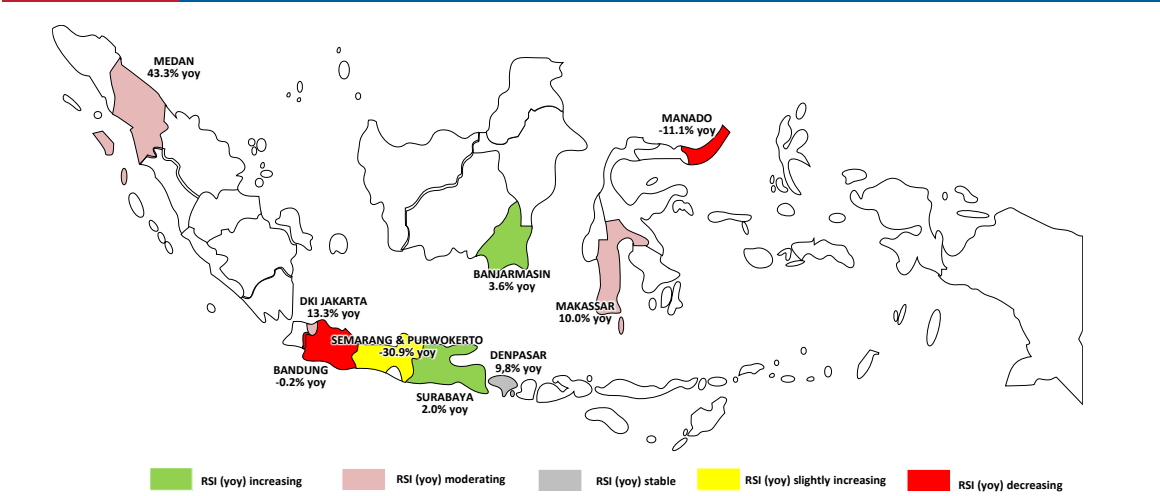 MEDAN
43.3% yoy
MANADO
-11.1% yoy
BANJARMASIN
3.6% yoy
MAKASSAR
10.0% yoy
DKI JAKARTA
13.3% yoy
SEMARANG & PURWOKERTO
-30.9% yoy
BANDUNG
-0.2% yoy
DENPASAR
9,8% yoy
SURABAYA
2.0% yoy
RSI (yoy) increasing
RSI (yoy) moderating
RSI (yoy) stable
RSI (yoy) slightly increasing
RSI (yoy) decreasing